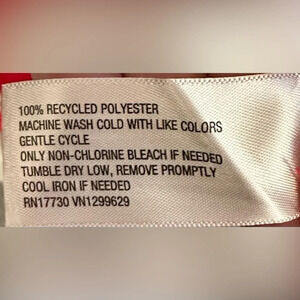 100% RECYCLED POLYESTER
MACHINE WASH COLD WITH LIKE COLORS
GENTLE CYCLE
ONLY NON-CHLORINE BLEACH IF NEEDED
TUMBLE DRY LOW, REMOVE PROMPTLY
COOL IRON IF NEEDED
RN17730 VN1299629